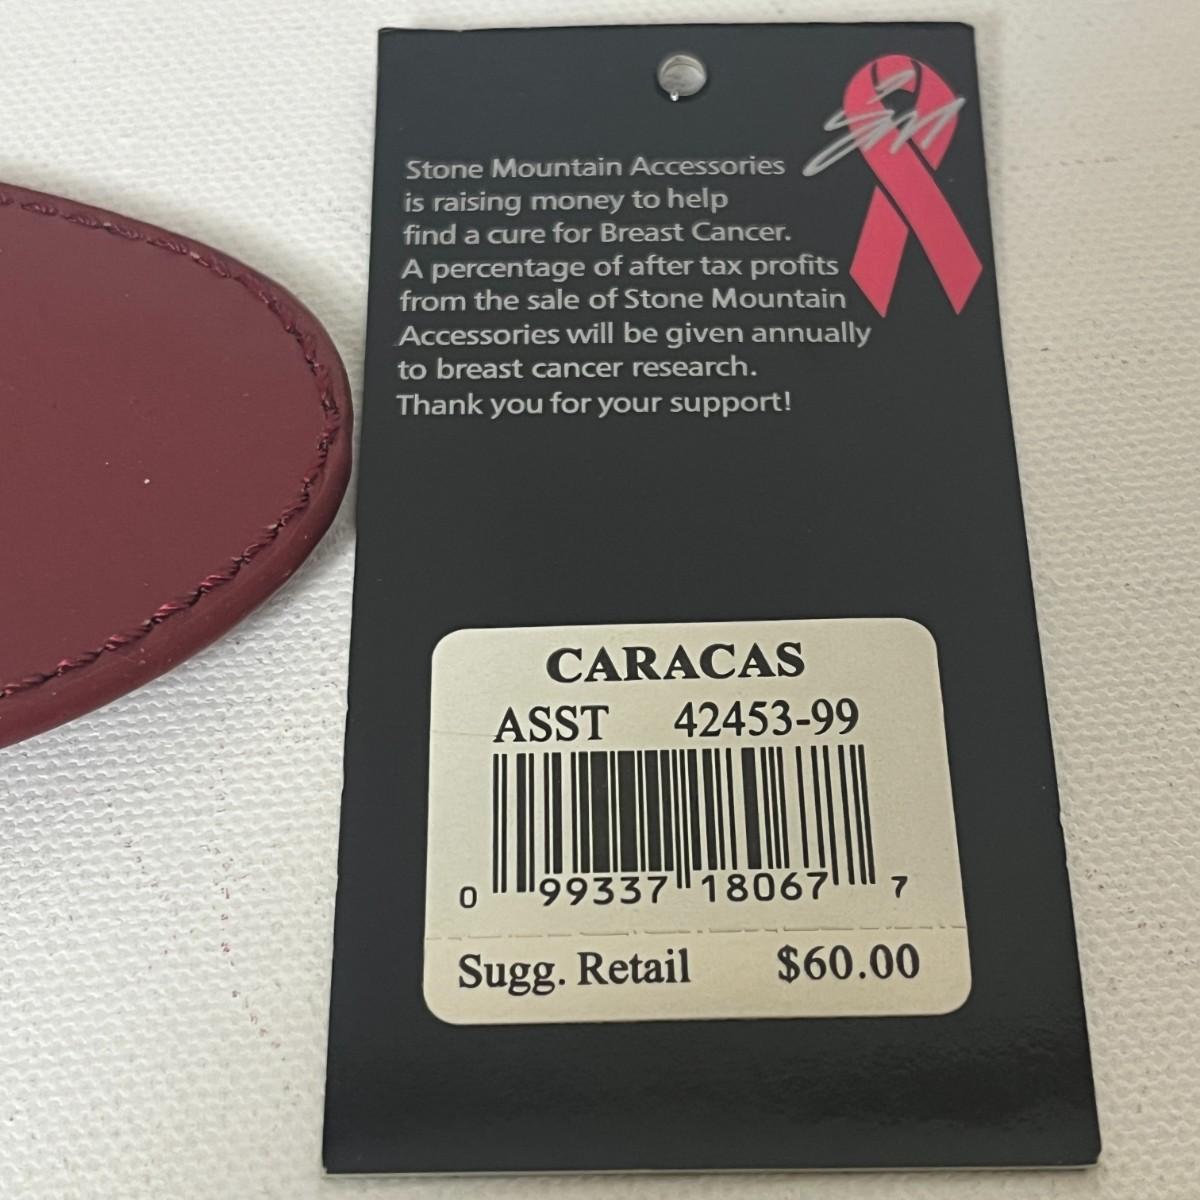 SM
Stone Mountain Accessories
is raising money to help
find a cure for Breast Cancer.
A percentage of after tax profits
from the sale of Stone Mountain
Accessories will be given annually
to breast cancer research.
Thank you for your support!
CARACAS
ASST 42453-99
0 99337 18067 7
Sugg. Retail $60.00